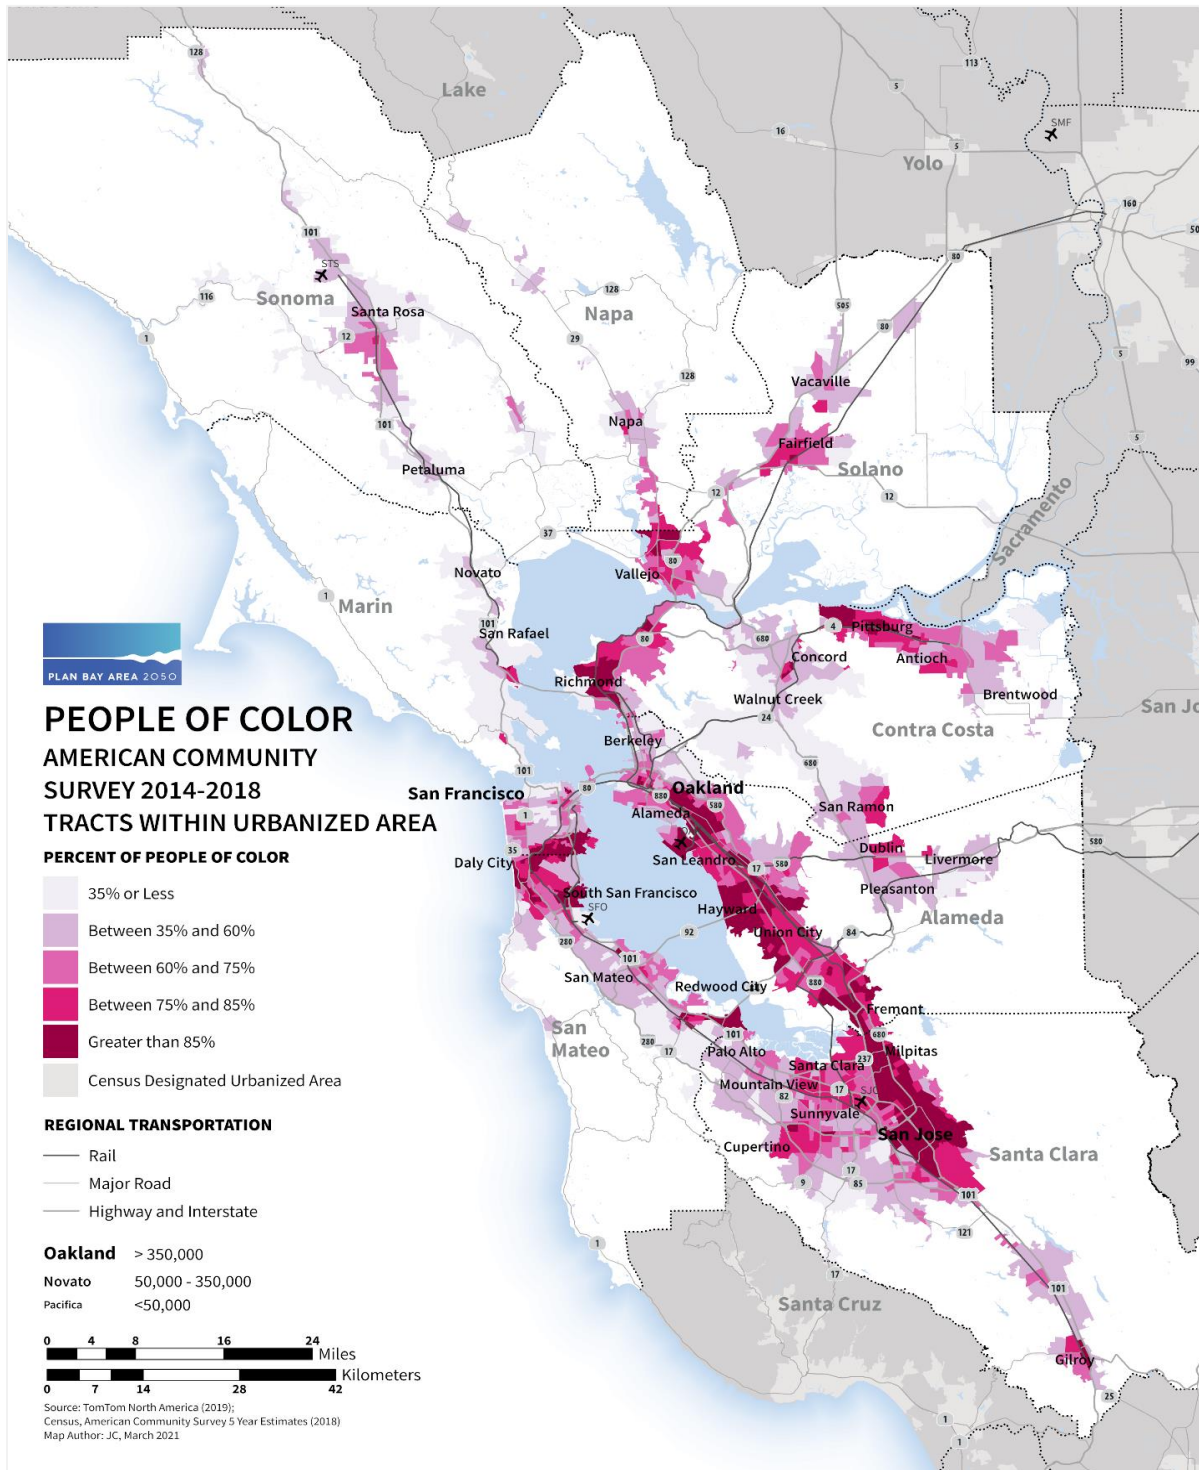 Lake
Yolo
128
113
5
16
5
SMF
160
50
80
101
STS
116
Sonoma
Santa Rosa
12
1
128
Napa
29
128
505
80
5
99
Vacaville
Napa
101
Fairfield
5
Petaluma
Solano
12
12
Sacramento
37
80
Vallejo
Novato
1
Marin
101
San Rafael
80
680
4
Pittsburg
Concord
Antioch
Richmond
Walnut Creek
Brentwood
24
Contra Costa
San Jo
Berkeley
680
101
80
San Francisco
Oakland
880
580
1
Alameda
San Ramon
35
Daly City
San Leandro
Dublin
Livermore
580
17
580
Pleasanton
South San Francisco
SFO
Hayward
Alameda
92
Union City
84
280
101
San Mateo
Redwood City
880
Fremont
San
Mateo
280
17
101
680
Palo Alto
237
Milpitas
Santa Clara
Mountain View
82
17
SJC
Sunnyvale
San Jose
Cupertino
Santa Clara
17
9
85
101
121
1
17
Santa Cruz
101
Gilroy
25
1
1
PLAN BAY AREA 2050
PEOPLE OF COLOR
AMERICAN COMMUNITY
SURVEY 2014-2018
TRACTS WITHIN URBANIZED AREA
PERCENT OF PEOPLE OF COLOR
35% or Less
Between 35% and 60%
Between 60% and 75%
Between 75% and 85%
Greater than 85%
Census Designated Urbanized Area
REGIONAL TRANSPORTATION
Rail
Major Road
Highway and Interstate
Oakland > 350,000
Novato 50,000 - 350,000
Pacifica <50,000
0 4 8 16 24
Miles
Kilometers
0 7 14 28 42
Source: TomTom North America (2019);
Census, American Community Survey 5 Year Estimates (2018)
Map Author: JC, March 2021